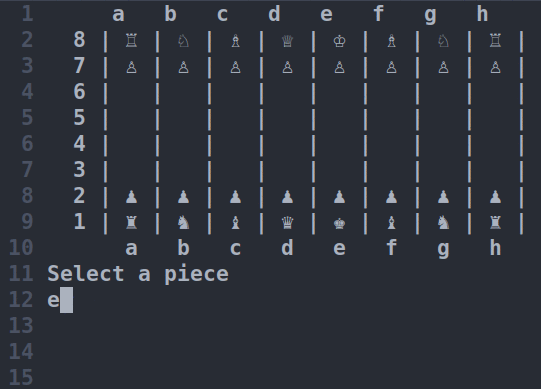 1 a b c d e f g h
2 8 | ♖ | ♘ | ♗ | ♕ | ♔ | ♗ | ♘ | ♖ |
3 7 | ♙ | ♙ | ♙ | ♙ | ♙ | ♙ | ♙ | ♙ |
4 6 | | | | | | | | |
5 5 | | | | | | | | |
6 4 | | | | | | | | |
7 3 | | | | | | | | |
8 2 | ♟ | ♟ | ♟ | ♟ | ♟ | ♟ | ♟ | ♟ |
9 1 | ♜ | ♞ | ♝ | ♛ | ♚ | ♝ | ♞ | ♜ |
10 a b c d e f g h
11 Select a piece
12 e
13
14
15